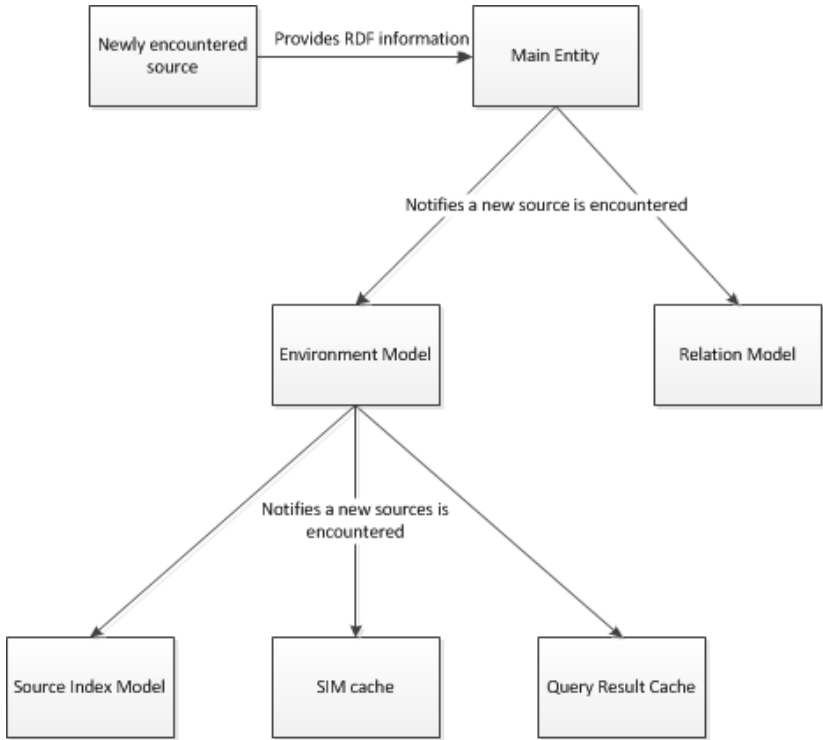 Newly encountered
source
Provides RDF information
Main Entity
Notifies a new source is encountered
Environment Model
Relation Model
Notifies a new sources is
encountered
Source Index Model
SIM cache
Query Result Cache